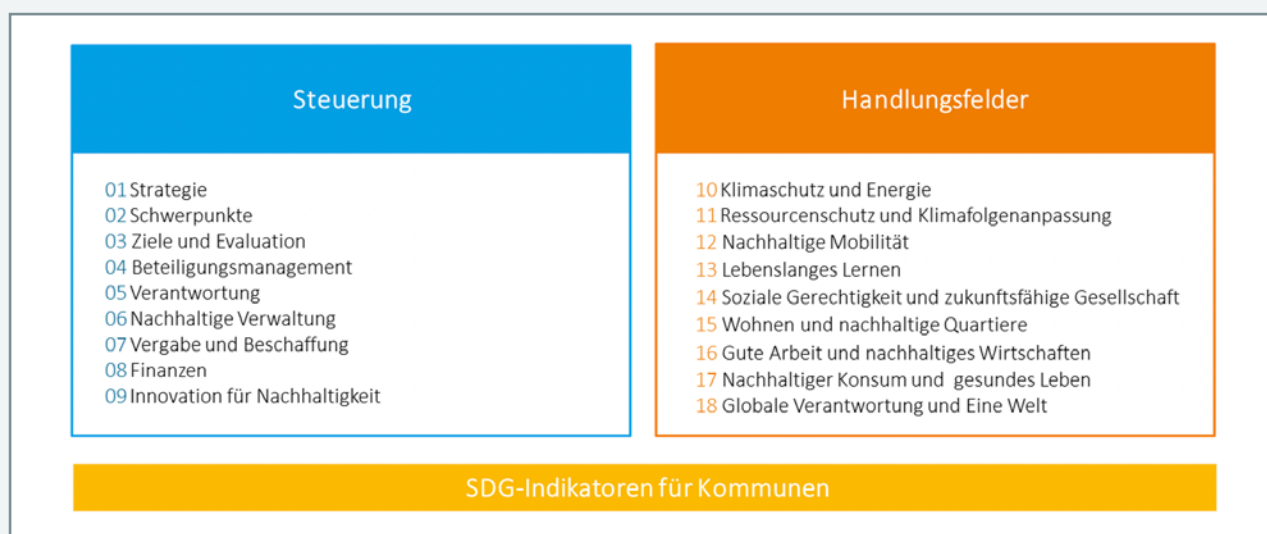 Steuerung
01 Strategie
02 Schwerpunkte
03 Ziele und Evaluation
04 Beteiligungsmanagement
05 Verantwortung
06 Nachhaltige Verwaltung
07 Vergabe und Beschaffung
08 Finanzen
09 Innovation für Nachhaltigkeit
Handlungsfelder
10 Klimaschutz und Energie
11 Ressourcenschutz und Klimafolgenanpassung
12 Nachhaltige Mobilität
13 Lebenslanges Lernen
14 Soziale Gerechtigkeit und zukunftsfähige Gesellschaft
15 Wohnen und nachhaltige Quartiere
16 Gute Arbeit und nachhaltiges Wirtschaften
17 Nachhaltiger Konsum und gesundes Leben
18 Globale Verantwortung und Eine Welt
SDG-Indikatoren für Kommunen